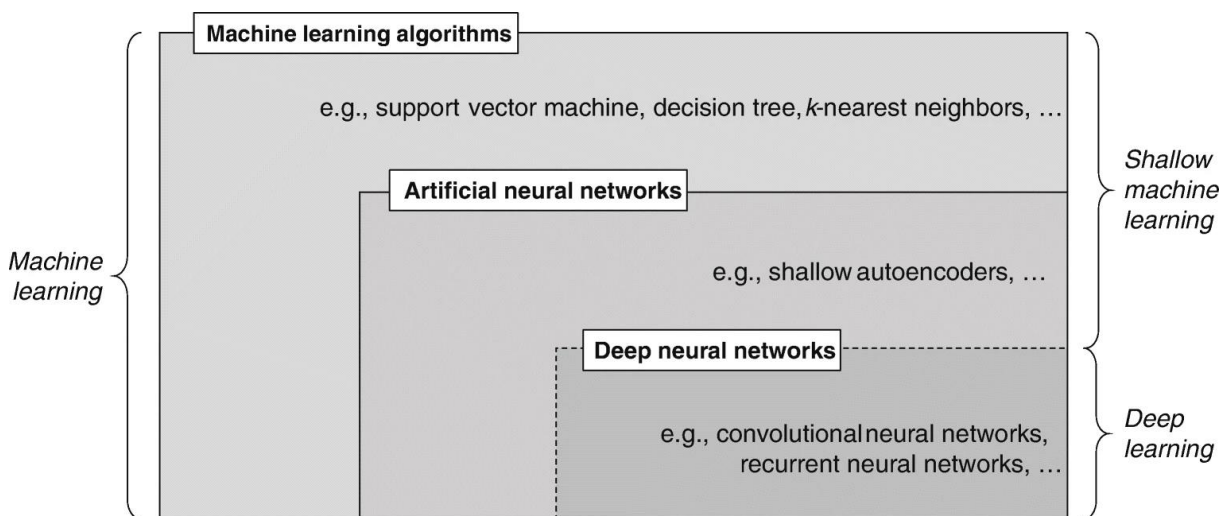 Machine learning algorithms
e.g., support vector machine, decision tree, k-nearest neighbors, …
Artificial neural networks
Shallow
machine
learning
Machine
learning
e.g., shallow autoencoders, …
Deep neural networks
e.g., convolutional neural networks,
recurrent neural networks, …
Deep
learning